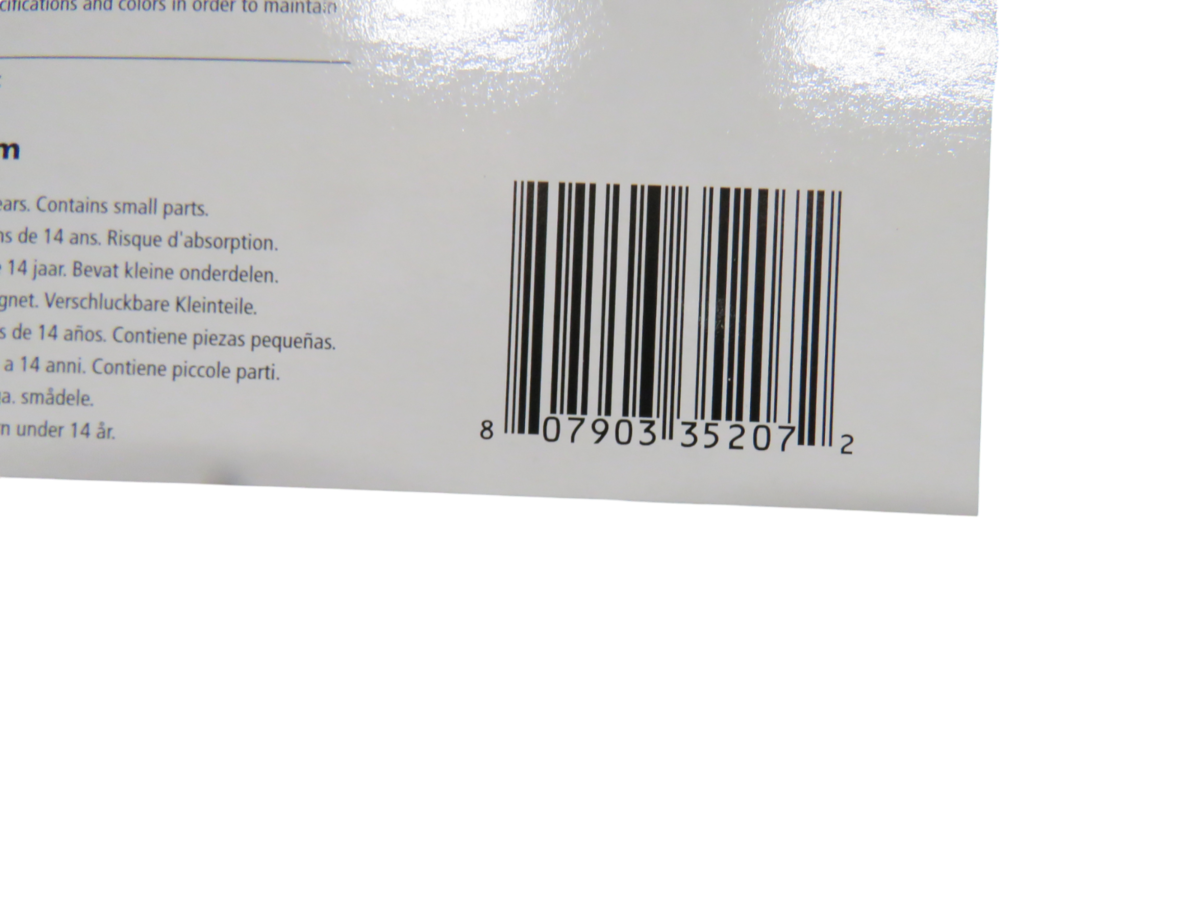 cifications and colors in order to maintain
m
ears. Contains small parts.
ns de 14 ans. Risque d'absorption.
14 jaar. Bevat kleine onderdelen.
gnet. Verschluckbare Kleinteile.
s de 14 años. Contiene piezas pequeñas.
a 14 anni. Contiene piccole parti.
a. smådele.
n under 14 år.
8 07903 35207 2